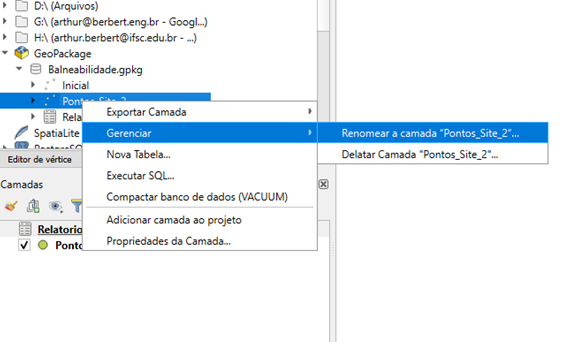 D:\ (Arquivos)
G:\ (arthur@berbert.eng.br - Googl...)
H:\ (arthur.berbert@ifsc.edu.br - ...)
GeoPackage
Balneabilidade.gpkg
Inicial
Pontos_Site_2
Exportar Camada
Rela
Gerenciar
Renomear a camada "Pontos_Site_2"...
SpatiaLite
Nova Tabela...
Delatar Camada "Pontos_Site_2"...
Editor de vértice
Executar SQL...
Camadas
Compactar banco de dados (VACUUM)
Adicionar camada ao projeto
Relatorio
Propriedades da Camada...
Ponto